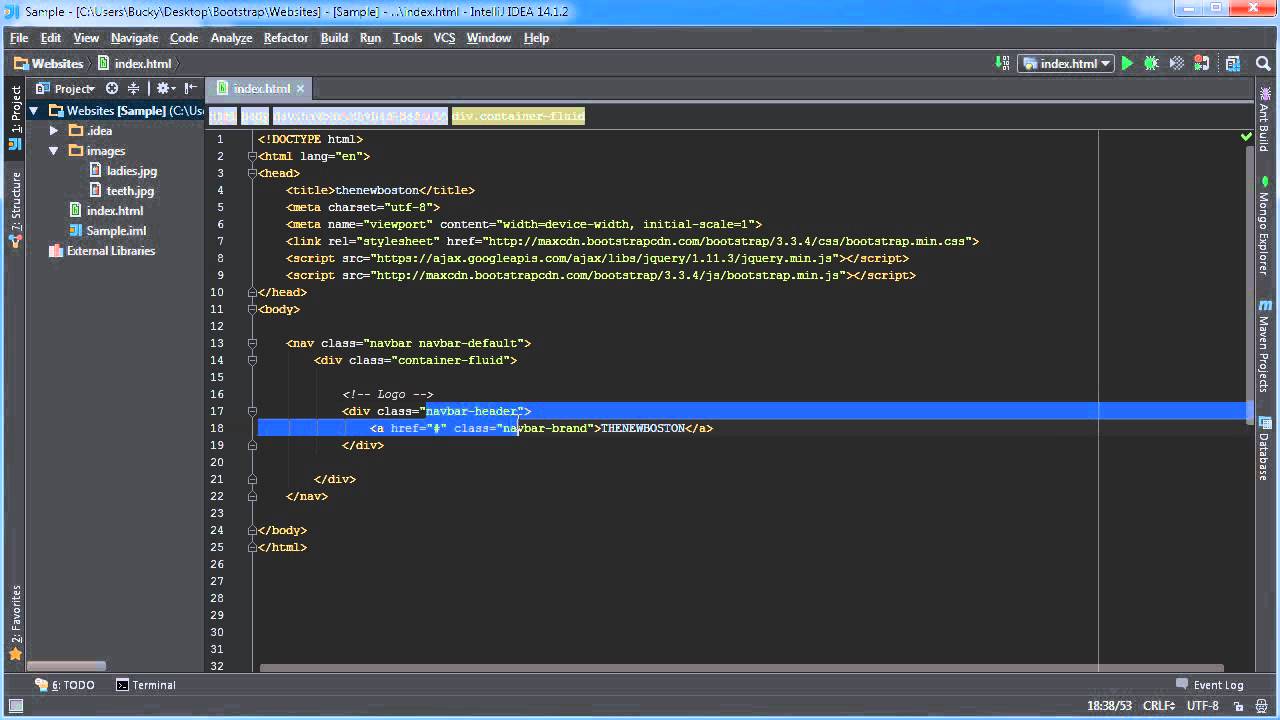 Sample - [C:\Users\Bucky\Desktop\Bootstrap\Websites] - [Sample] - ...\index.html - IntelliJ IDEA 14.1.2
File Edit View Navigate Code Analyze Refactor Build Run Tools VCS Window Help
Websites index.html index.html
Project index.html
1: Project
7: Structure
2: Favorites
Websites [Sample] (C:\Us
.idea
images
ladies.jpg
teeth.jpg
index.html
Sample.iml
External Libraries
html body nav.navbar.navbar-default div.container-fluid
1 <!DOCTYPE html>
2 <html lang="en">
3 <head>
4 <title>thenewboston</title>
5 <meta charset="utf-8">
6 <meta name="viewport" content="width=device-width, initial-scale=1">
7 <link rel="stylesheet" href="http://maxcdn.bootstrapcdn.com/bootstrap/3.3.4/css/bootstrap.min.css">
8 <script src="https://ajax.googleapis.com/ajax/libs/jquery/1.11.3/jquery.min.js"></script>
9 <script src="http://maxcdn.bootstrapcdn.com/bootstrap/3.3.4/js/bootstrap.min.js"></script>
10 </head>
11 <body>
12
13 <nav class="navbar navbar-default">
14 <div class="container-fluid">
15
16 <!-- Logo -->
17 <div class="navbar-header">
18 <a href="#" class="navbar-brand">THENEWBOSTON</a>
19 </div>
20
21 </div>
22 </nav>
23
24 </body>
25 </html>
26
27
28
29
30
31
32
Ant Build
Mongo Explorer
Maven Projects
Database
6: TODO Terminal Event Log
18:38/53 CRLF UTF-8